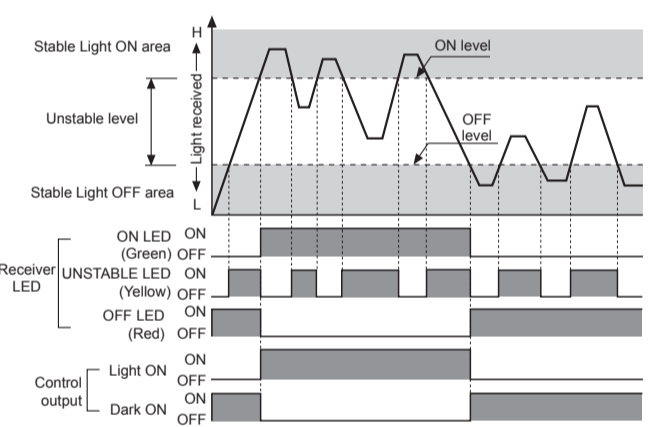 H
Stable Light ON area
ON level
Unstable level
Light received
OFF
level
Stable Light OFF area
L
ON LED
(Green)
ON
OFF
Receiver
LED
UNSTABLE LED
(Yellow)
ON
OFF
OFF LED
(Red)
ON
OFF
Control
output
Light ON
ON
OFF
Dark ON
ON
OFF